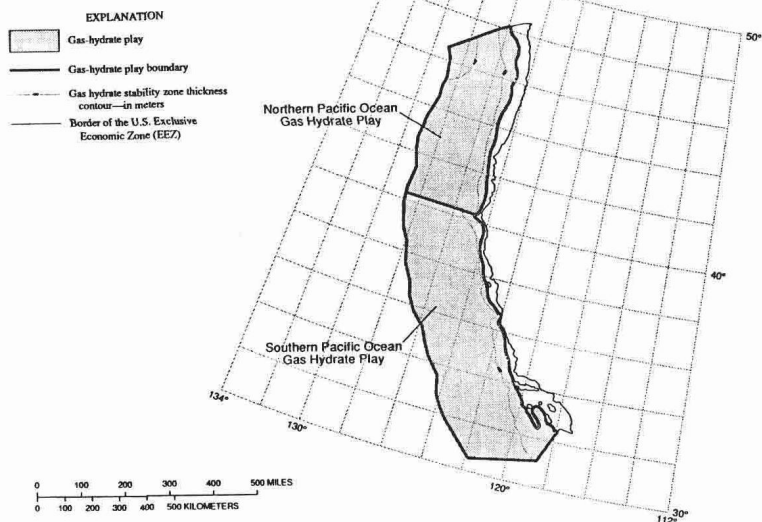 EXPLANATION
Gas-hydrate play
Gas-hydrate play boundary
Gas hydrate stability zone thickness
contour—in meters
Border of the U.S. Exclusive
Economic Zone (EEZ)
Northern Pacific Ocean
Gas Hydrate Play
Southern Pacific Ocean
Gas Hydrate Play
50°
40°
134°
130°
120°
30°
112°
0 100 200 300 400 500 MILES
0 100 200 300 400 500 KILOMETERS